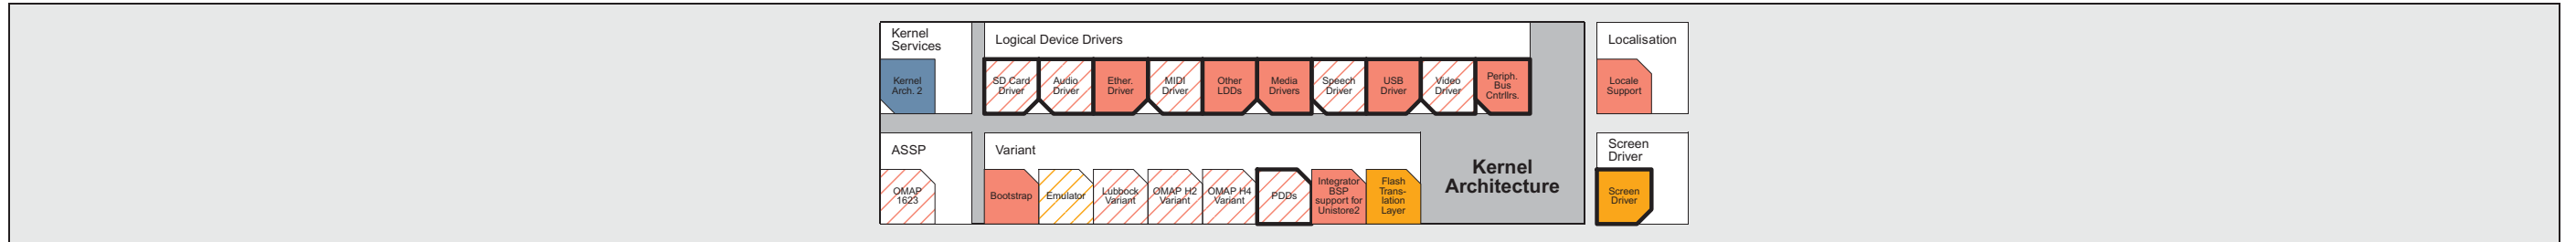 Kernel
Services
Kernel
Arch. 2
Logical Device Drivers
SD Card
Driver
Audio
Driver
Ether.
Driver
MIDI
Driver
Other
LDDs
Media
Drivers
Speech
Driver
USB
Driver
Video
Driver
Periph.
Bus
Cntrllrs.
Localisation
Locale
Support
ASSP
OMAP
1623
Variant
Bootstrap
Emulator
Lubbock
Variant
OMAP H2
Variant
OMAP H4
Variant
PDDs
Integrator
BSP
support for
Unistore2
Flash
Trans-
lation
Layer
Kernel
Architecture
Screen
Driver
Screen
Driver